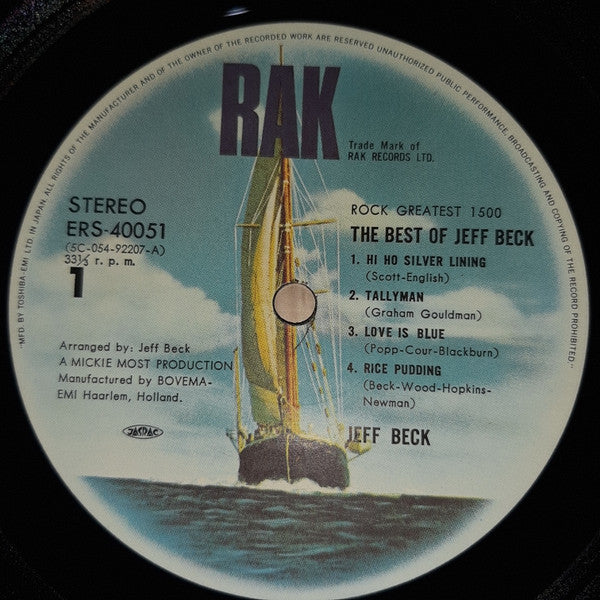 "MFD. BY TOSHIBA-EMI LTD. IN JAPAN. ALL RIGHTS OF THE MANUFACTURER AND OF THE OWNER OF THE RECORDED WORK ARE RESERVED UNAUTHORIZED PUBLIC PERFORMANCE, BROADCASTING AND COPYING OF THE RECORD PROHIBITED."
RAK
Trade Mark of
RAK RECORDS LTD.
STEREO
ERS-40051
(5C-054-92207-A)
33⅓ r. p. m.
1
ROCK GREATEST 1500
THE BEST OF JEFF BECK
1. HI HO SILVER LINING
(Scott-English)
2. TALLYMAN
(Graham Gouldman)
3. LOVE IS BLUE
(Popp-Cour-Blackburn)
4. RICE PUDDING
(Beck-Wood-Hopkins-
Newman)
Arranged by: Jeff Beck
A MICKIE MOST PRODUCTION
Manufactured by BOVEMA-
EMI Haarlem, Holland.
JASRAC
JEFF BECK